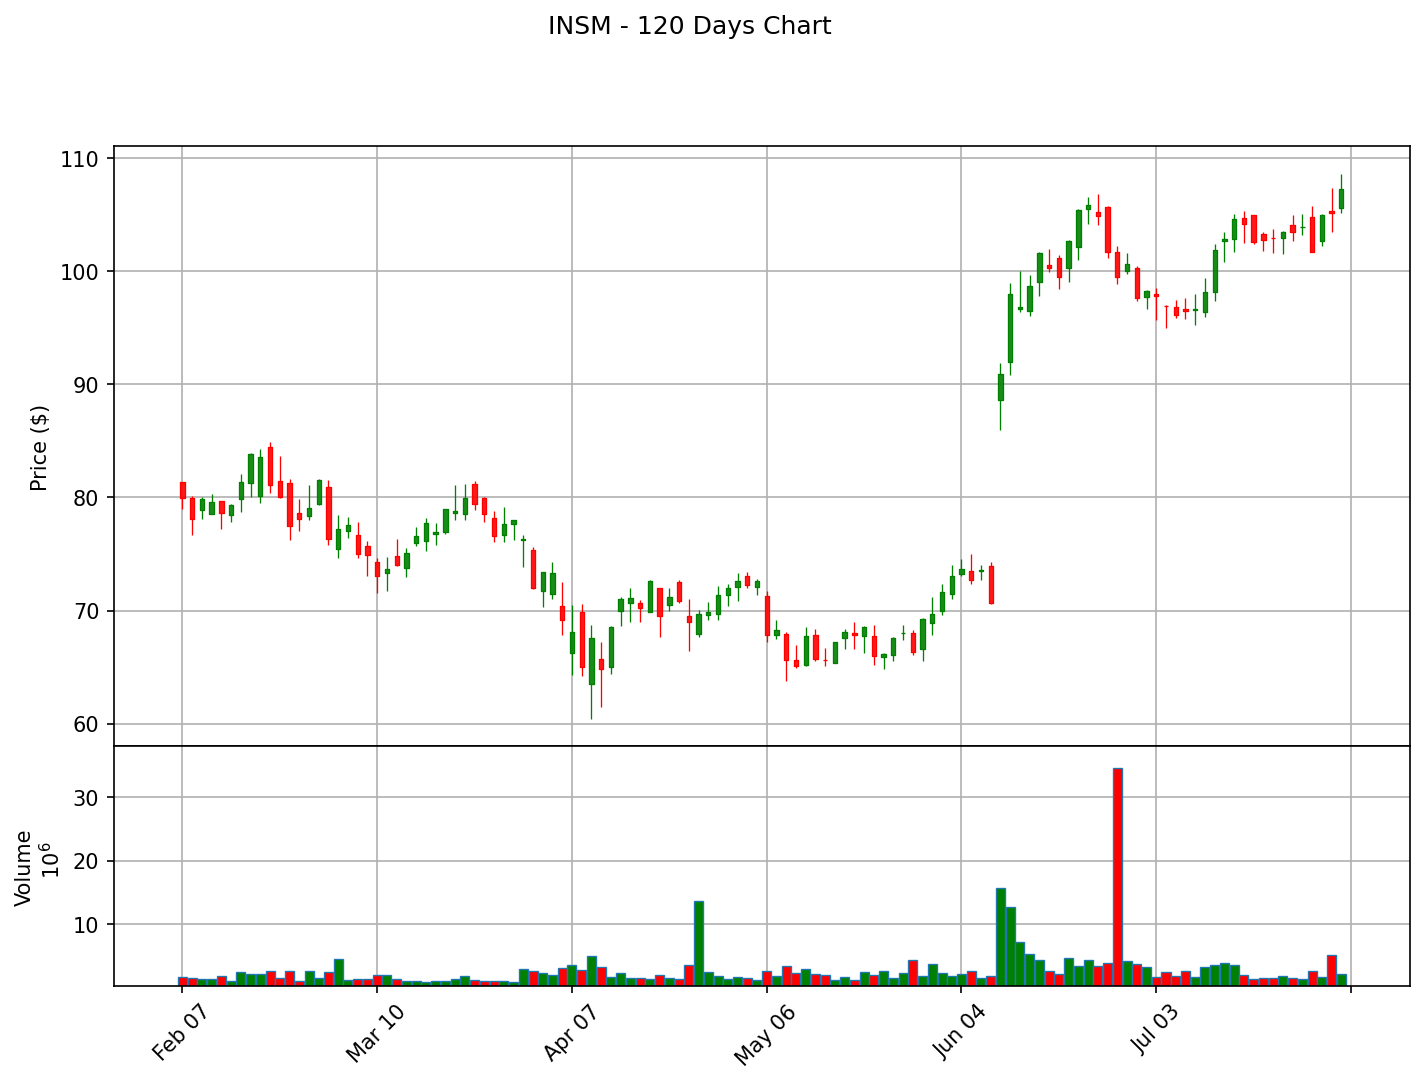 INSM - 120 Days Chart
110
100
90
80
70
60
Price ($)
30
20
10
Volume
10⁶
Feb 07
Mar 10
Apr 07
May 06
Jun 04
Jul 03